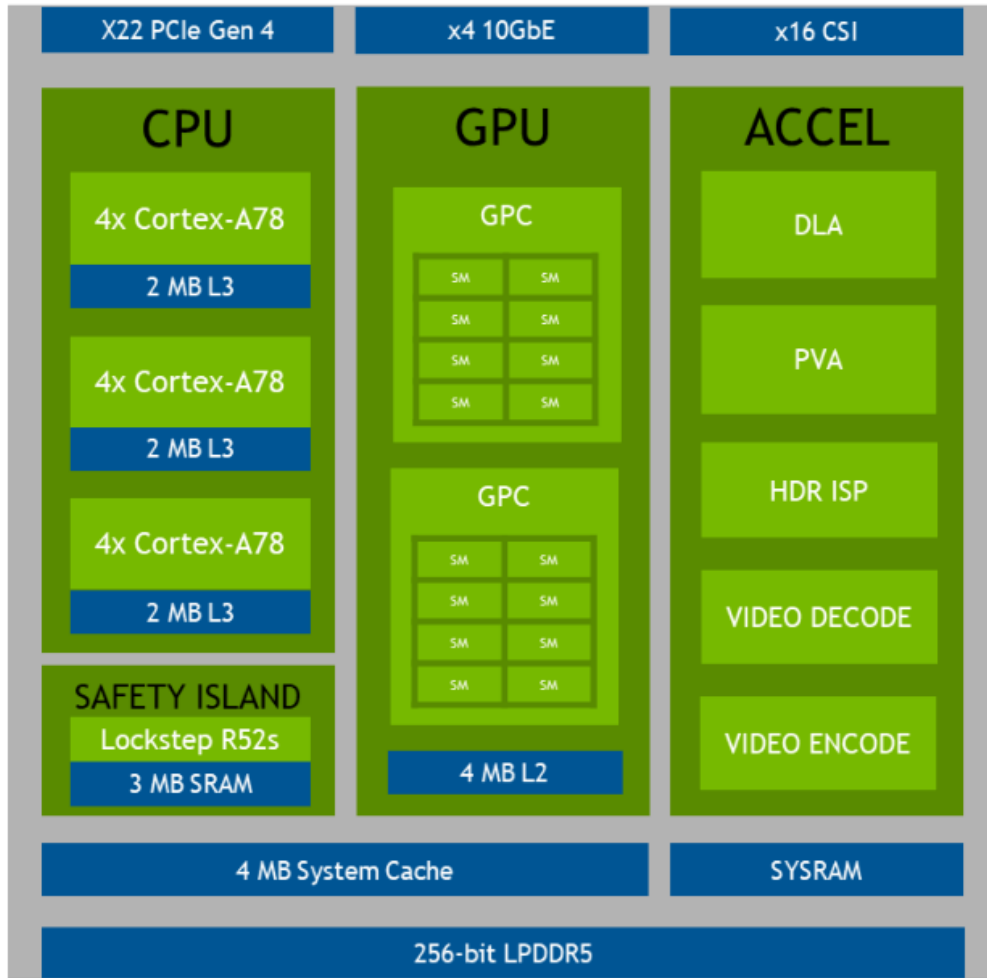 X22 PCIe Gen 4
x4 10GbE
x16 CSI
CPU
4x Cortex-A78
2 MB L3
4x Cortex-A78
2 MB L3
4x Cortex-A78
2 MB L3
SAFETY ISLAND
Lockstep R52s
3 MB SRAM
GPU
GPC
SM SM
SM SM
SM SM
SM SM
GPC
SM SM
SM SM
SM SM
SM SM
4 MB L2
ACCEL
DLA
PVA
HDR ISP
VIDEO DECODE
VIDEO ENCODE
4 MB System Cache
SYSRAM
256-bit LPDDR5